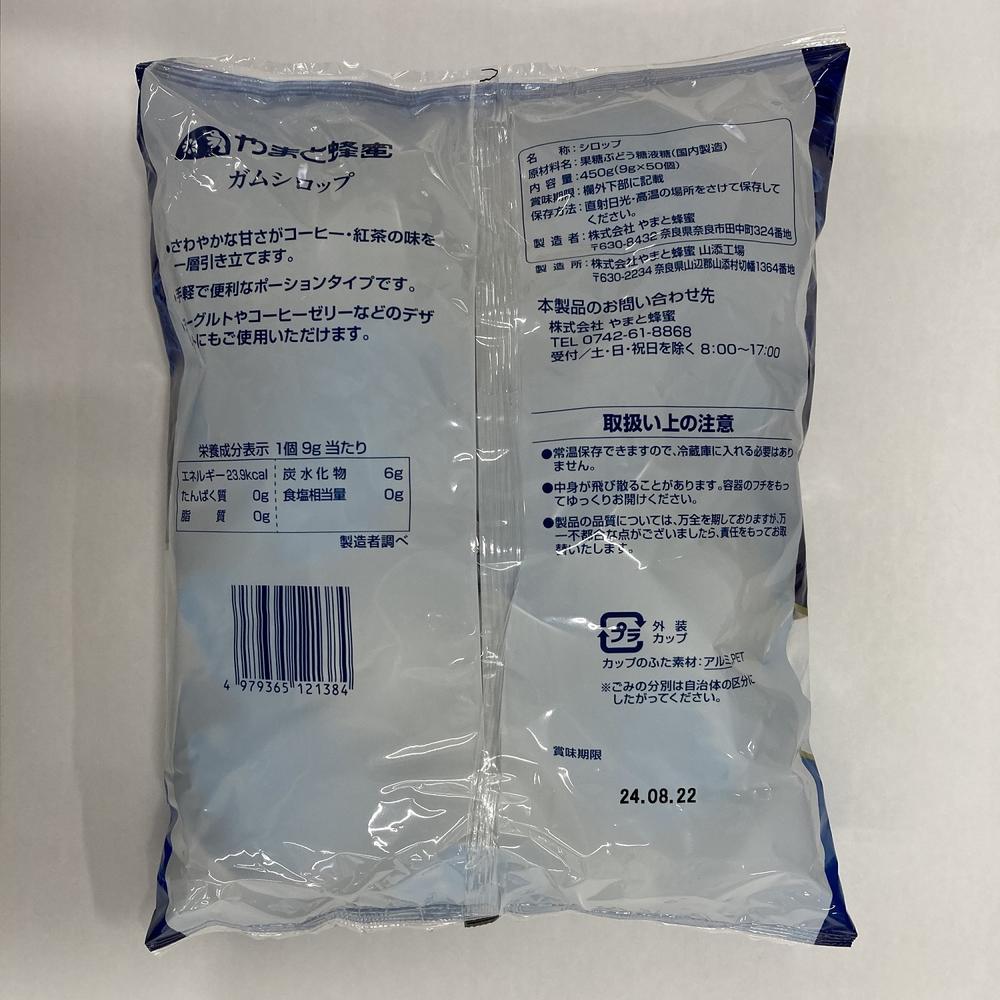 やまと蜂蜜
ガムシロップ
●さわやかな甘さがコーヒー・紅茶の味を
一層引き立てます。
手軽で便利なポーションタイプです。
ーグルトやコーヒーゼリーなどのデザ
トにもご使用いただけます。
栄養成分表示 1個 9g 当たり
エネルギー 23.9kcal 炭水化物 6g
たんぱく質 0g 食塩相当量 0g
脂質 0g
製造者調べ
4 979365 121384
名称:シロップ
原材料名:果糖ぶどう糖液糖(国内製造)
内容量:450g(9g×50個)
賞味期限:欄外下部に記載
保存方法:直射日光・高温の場所をさけて保存して
ください。
製造者:株式会社 やまと蜂蜜
〒630-8432 奈良県奈良市田中町324番地
製造所:株式会社やまと蜂蜜 山添工場
〒630-2234 奈良県山辺郡山添村切幡1364番地
本製品のお問い合わせ先
株式会社 やまと蜂蜜
TEL 0742-61-8868
受付/土・日・祝日を除く 8:00〜17:00
取扱い上の注意
●常温保存できますので、冷蔵庫に入れる必要はあり
ません。
●中身が飛び散ることがあります。容器のフチをもっ
てゆっくりお開けください。
●製品の品質については、万全を期しておりますが、万
一不都合な点がございましたら、責任をもってお取
替いたします。
プラ 外装
カップ
カップのふた素材:アルミ,PET
※ごみの分別は自治体の区分に
したがってください。
賞味期限
24.08.22